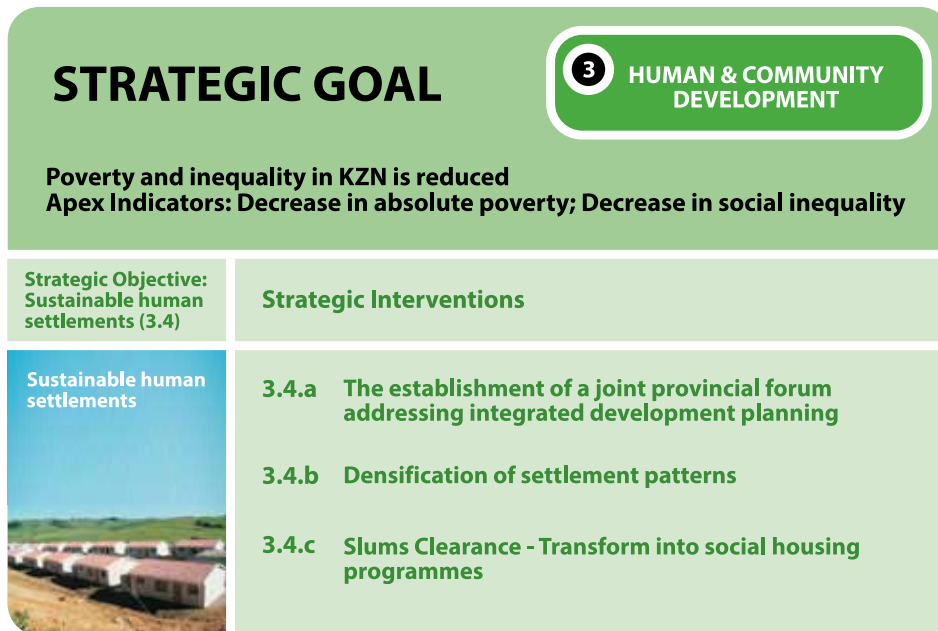 STRATEGIC GOAL
3
HUMAN & COMMUNITY
DEVELOPMENT
Poverty and inequality in KZN is reduced
Apex Indicators: Decrease in absolute poverty; Decrease in social inequality
Strategic Objective:
Sustainable human
settlements (3.4)
Strategic Interventions
Sustainable human
settlements
3.4.a The establishment of a joint provincial forum
addressing integrated development planning
3.4.b Densification of settlement patterns
3.4.c Slums Clearance - Transform into social housing
programmes